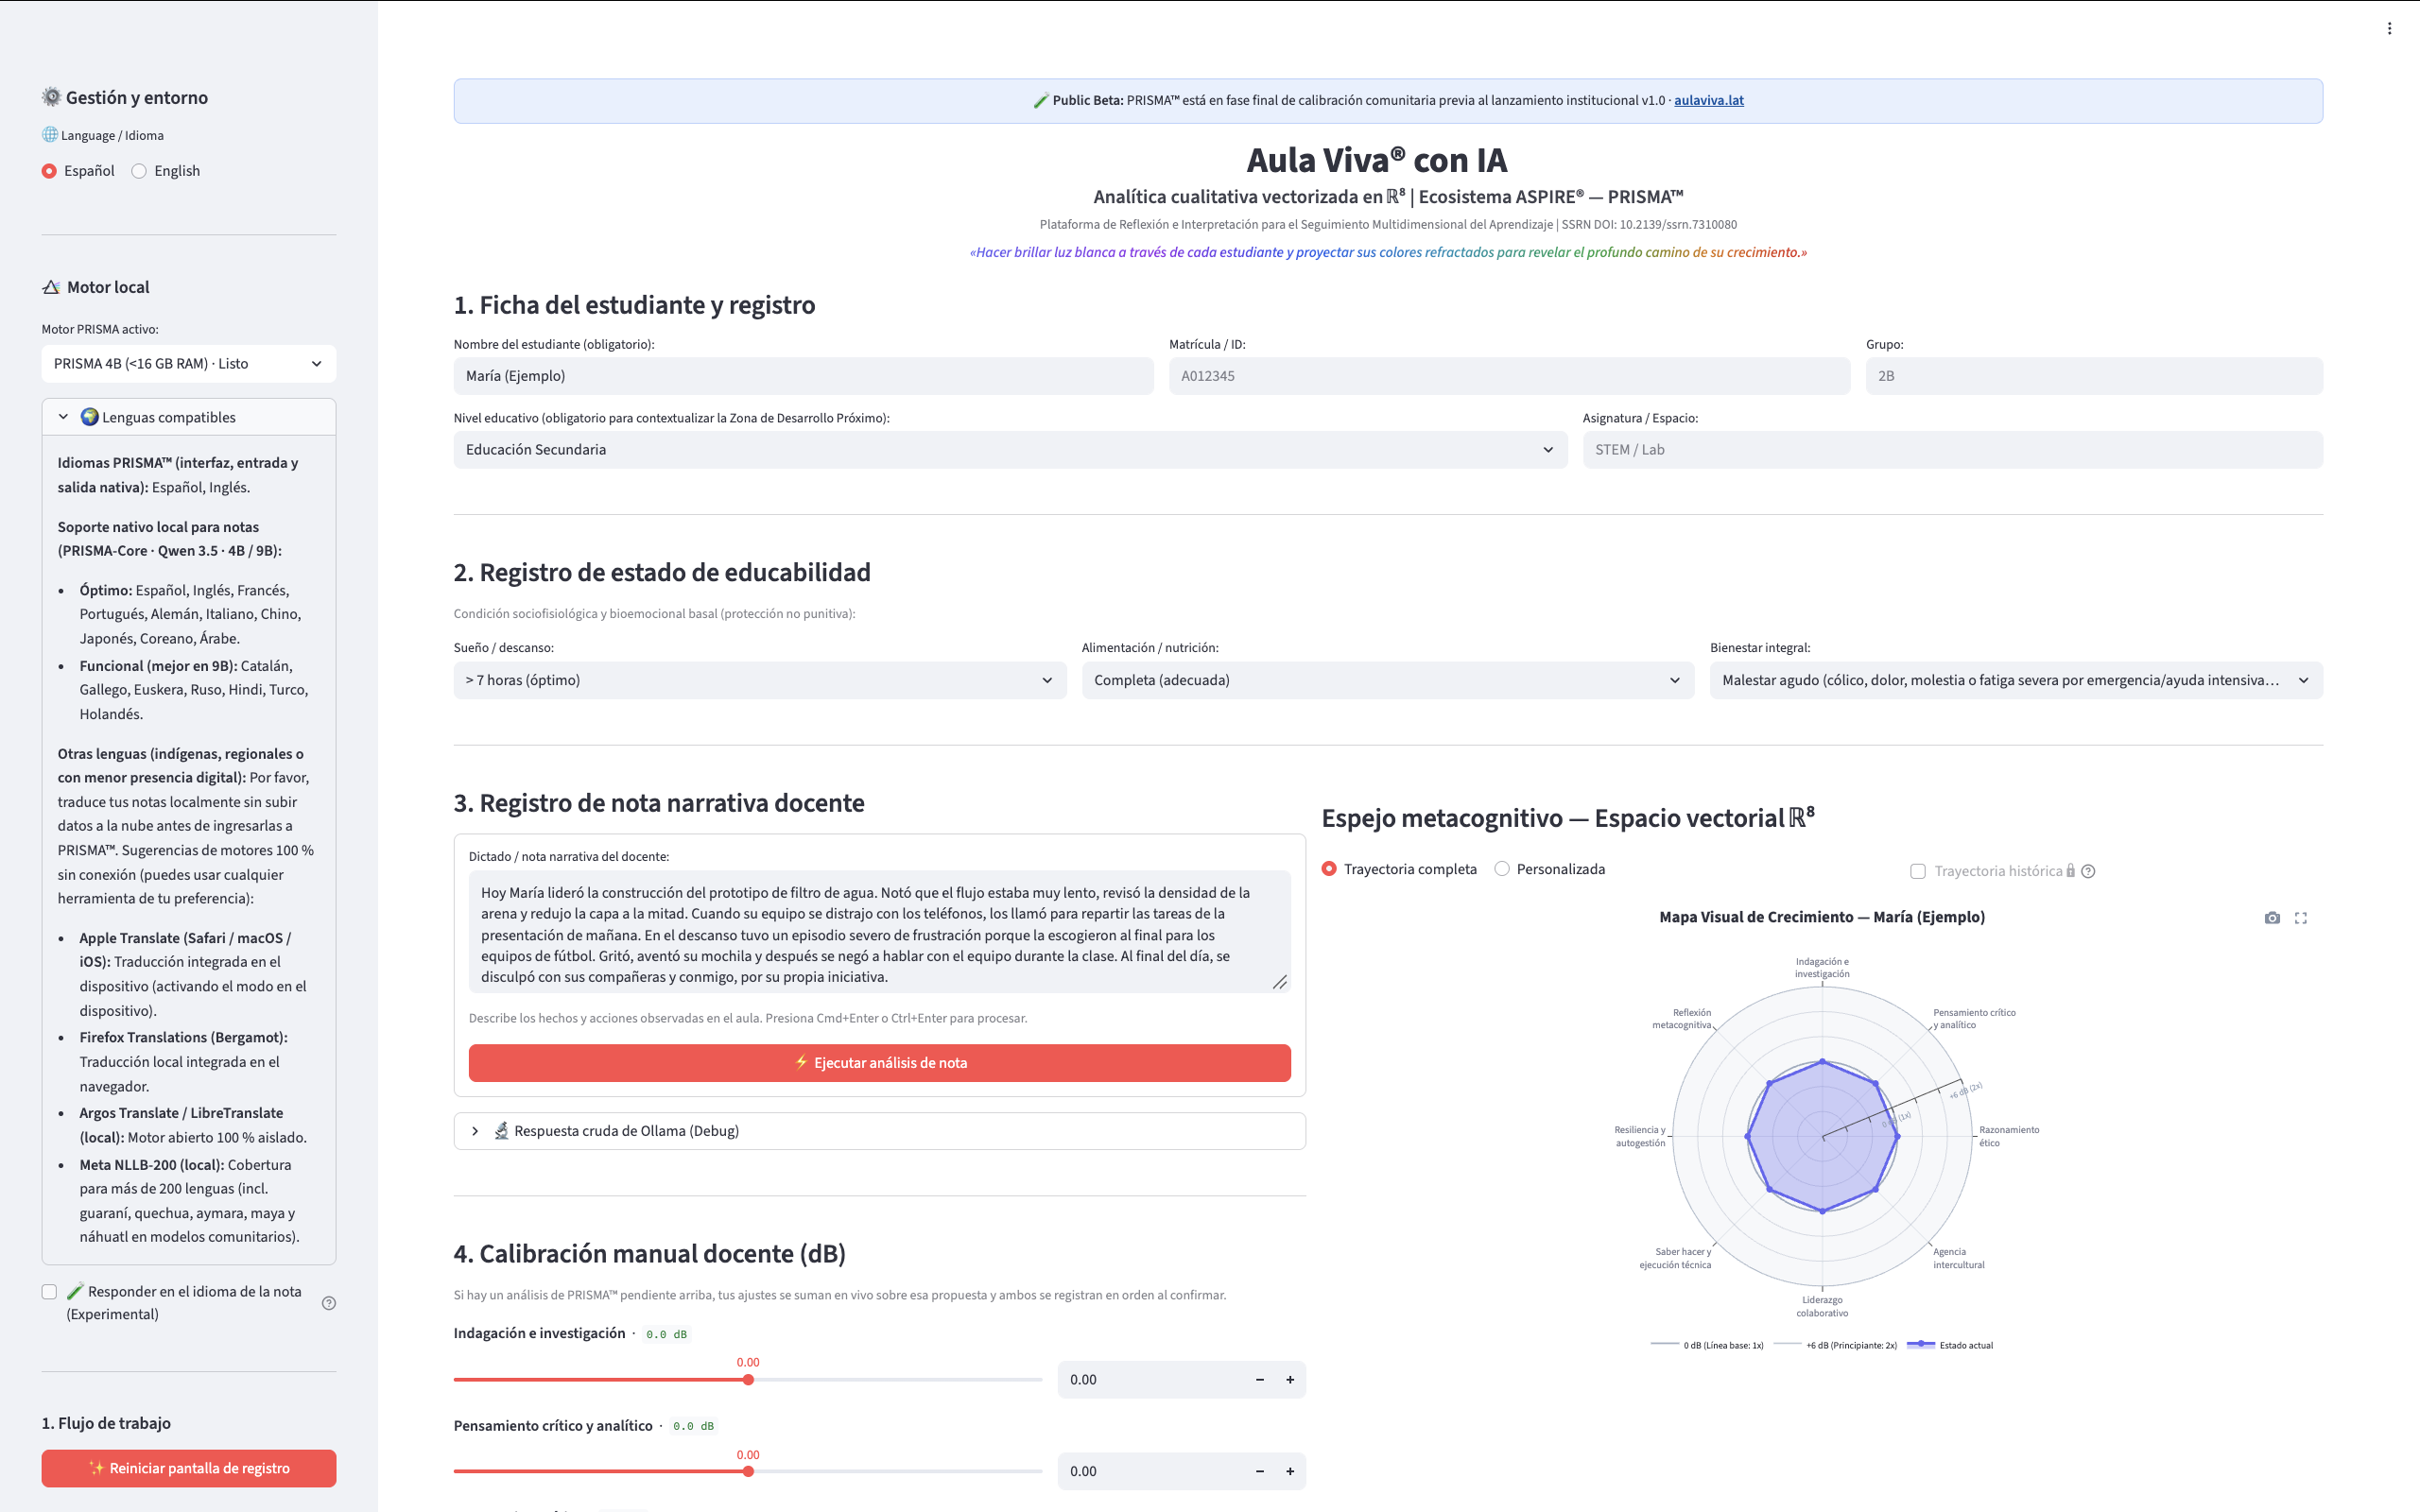 Gestión y entorno
Language / Idioma
Español
English
Motor local
Motor PRISMA activo:
PRISMA 4B (<16 GB RAM) · Listo
Lenguas compatibles
Idiomas PRISMA™ (interfaz, entrada y
salida nativa): Español, Inglés.
Soporte nativo local para notas
(PRISMA-Core · Qwen 3.5 · 4B / 9B):
Óptimo: Español, Inglés, Francés,
Portugués, Alemán, Italiano, Chino,
Japonés, Coreano, Árabe.
Funcional (mejor en 9B): Catalán,
Gallego, Euskera, Ruso, Hindi, Turco,
Holandés.
Otras lenguas (indígenas, regionales o
con menor presencia digital): Por favor,
traduce tus notas localmente sin subir
datos a la nube antes de ingresarlas a
PRISMA™. Sugerencias de motores 100 %
sin conexión (puedes usar cualquier
herramienta de tu preferencia):
Apple Translate (Safari / macOS /
iOS): Traducción integrada en el
dispositivo (activando el modo en el
dispositivo).
Firefox Translations (Bergamot):
Traducción local integrada en el
navegador.
Argos Translate / LibreTranslate
(local): Motor abierto 100 % aislado.
Meta NLLB-200 (local): Cobertura
para más de 200 lenguas (incl.
guaraní, quechua, aymara, maya y
náhuatl en modelos comunitarios).
Responder en el idioma de la nota
(Experimental)
1. Flujo de trabajo
Reiniciar pantalla de registro
Public Beta: PRISMA™ está en fase final de calibración comunitaria previa al lanzamiento institucional v1.0 · aulaviva.lat
Aula Viva® con IA
Analítica cualitativa vectorizada en ℝ⁸ | Ecosistema ASPIRE® — PRISMA™
Plataforma de Reflexión e Interpretación para el Seguimiento Multidimensional del Aprendizaje | SSRN DOI: 10.2139/ssrn.7310080
«Hacer brillar luz blanca a través de cada estudiante y proyectar sus colores refractados para revelar el profundo camino de su crecimiento.»
1. Ficha del estudiante y registro
Nombre del estudiante (obligatorio):
María (Ejemplo)
Matrícula / ID:
A012345
Grupo:
2B
Nivel educativo (obligatorio para contextualizar la Zona de Desarrollo Próximo):
Educación Secundaria
Asignatura / Espacio:
STEM / Lab
2. Registro de estado de educabilidad
Condición sociofisiológica y bioemocional basal (protección no punitiva):
Sueño / descanso:
> 7 horas (óptimo)
Alimentación / nutrición:
Completa (adecuada)
Bienestar integral:
Malestar agudo (cólico, dolor, molestia o fatiga severa por emergencia/ayuda intensiva…
3. Registro de nota narrativa docente
Dictado / nota narrativa del docente:
Hoy María lideró la construcción del prototipo de filtro de agua. Notó que el flujo estaba muy lento, revisó la densidad de la
arena y redujo la capa a la mitad. Cuando su equipo se distrajo con los teléfonos, los llamó para repartir las tareas de la
presentación de mañana. En el descanso tuvo un episodio severo de frustración porque la escogieron al final para los
equipos de fútbol. Gritó, aventó su mochila y después se negó a hablar con el equipo durante la clase. Al final del día, se
disculpó con sus compañeras y conmigo, por su propia iniciativa.
Describe los hechos y acciones observadas en el aula. Presiona Cmd+Enter o Ctrl+Enter para procesar.
Ejecutar análisis de nota
Respuesta cruda de Ollama (Debug)
4. Calibración manual docente (dB)
Si hay un análisis de PRISMA™ pendiente arriba, tus ajustes se suman en vivo sobre esa propuesta y ambos se registran en orden al confirmar.
Indagación e investigación · 0.0 dB
0.00
0.00
Pensamiento crítico y analítico · 0.0 dB
0.00
0.00
Espejo metacognitivo — Espacio vectorial ℝ⁸
Trayectoria completa
Personalizada
Trayectoria histórica
Mapa Visual de Crecimiento — María (Ejemplo)
Indagación e
investigación
Reflexión
metacognitiva
Pensamiento crítico
y analítico
+6 dB (2x)
0 dB (1x)
Resiliencia y
autogestión
Razonamiento
ético
Saber hacer y
ejecución técnica
Agencia
intercultural
Liderazgo
colaborativo
0 dB (Línea base: 1x)
+6 dB (Principiante: 2x)
Estado actual